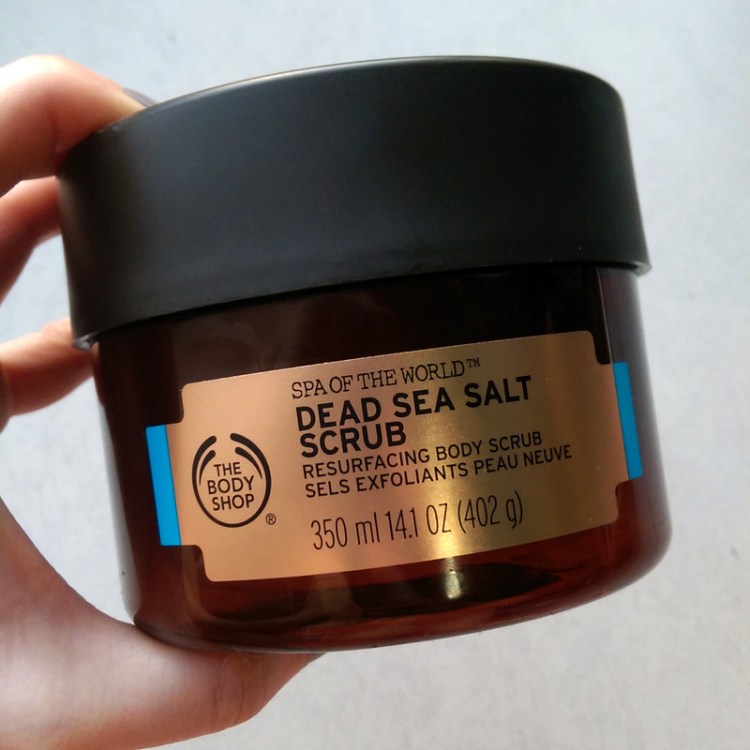 SPA OF THE WORLD™
DEAD SEA SALT
SCRUB
RESURFACING BODY SCRUB
SELS EXFOLIANTS PEAU NEUVE
350 ml 14.1 OZ (402 g)
THE
BODY
SHOP
®